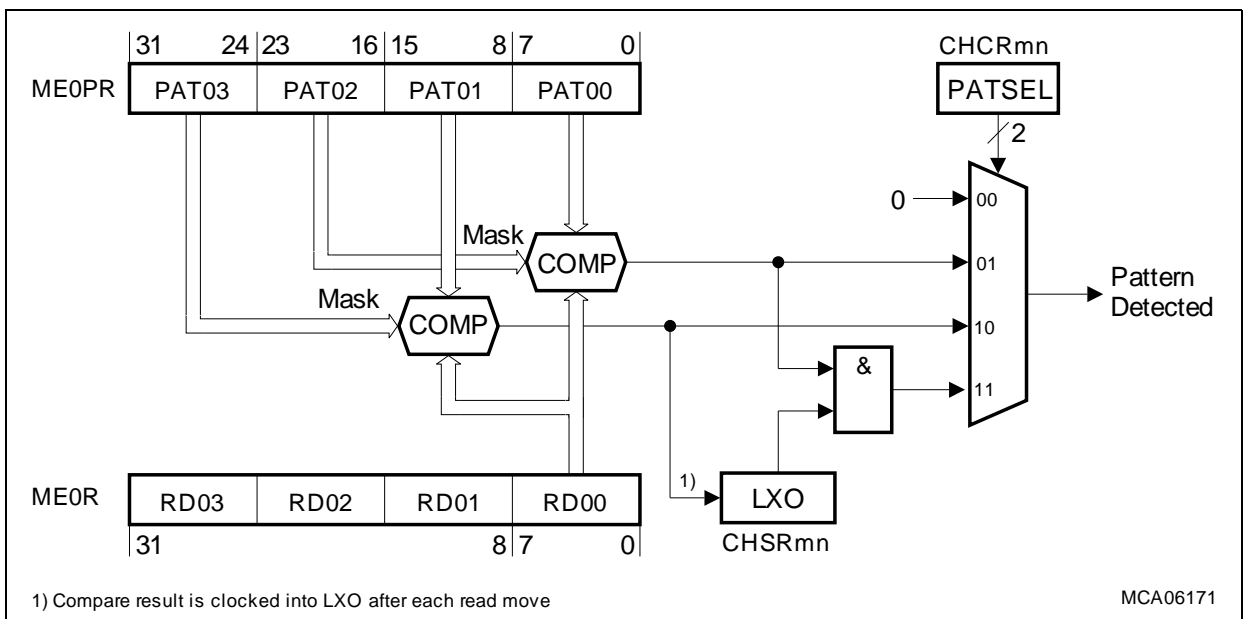 31 24 23 16 15 8 7 0
ME0PR PAT03 PAT02 PAT01 PAT00
CHCRmn
PATSEL
2
0 00
Mask COMP 01
Pattern
Detected
Mask COMP 10
&
11
ME0R RD03 RD02 RD01 RD00
1) LXO
31 8 7 0
CHSRmn
1) Compare result is clocked into LXO after each read move
MCA06171